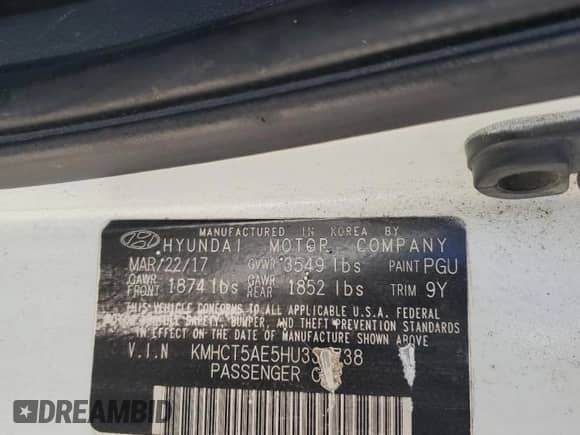 MANUFACTURED IN KOREA BY
HYUNDAI MOTOR COMPANY
MAR/22/17 GVWR 3549 lbs PAINT PGU
GAWR FRONT 1874 lbs GAWR REAR 1852 lbs TRIM 9Y
THIS VEHICLE CONFORMS TO ALL APPLICABLE U.S.A. FEDERAL
SAFETY, BUMPER, AND THEFT PREVENTION STANDARDS
IN EFFECT ON THE DATE OF MANUFACTURE SHOWN ABOVE.
V.I.N
PASSENGER
DREAMBID